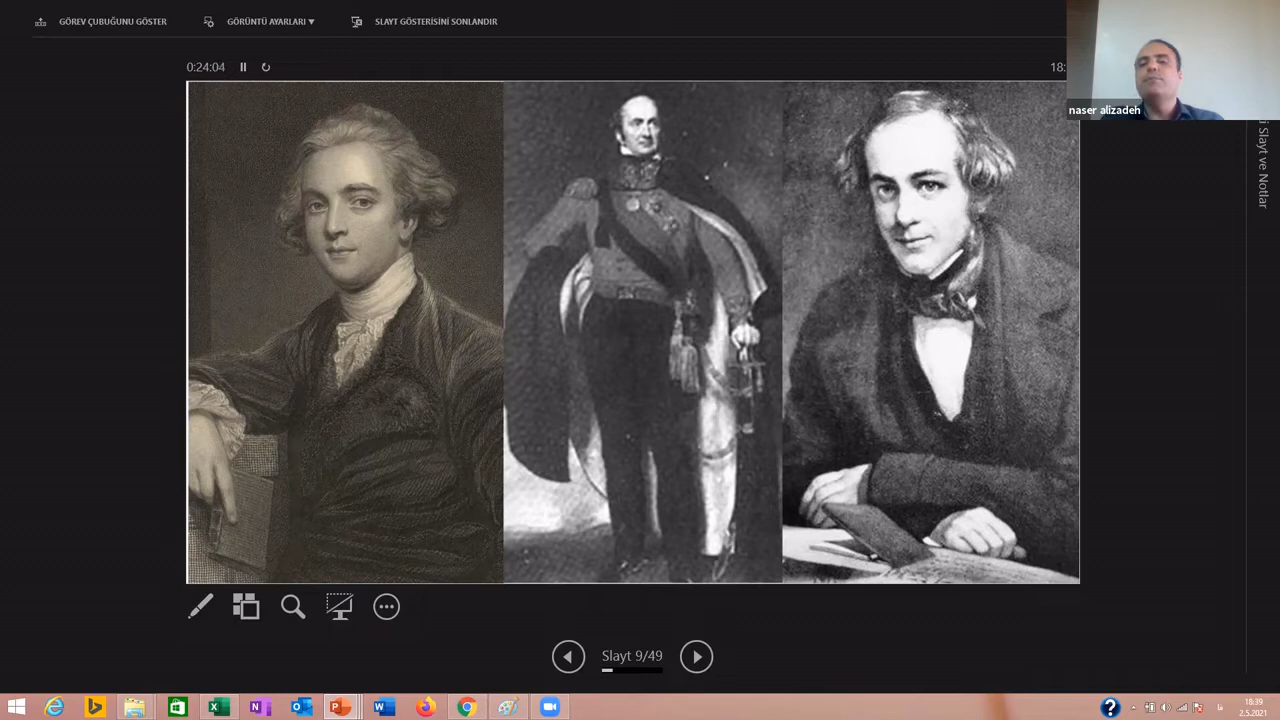 GÖREV ÇUBUĞUNU GÖSTER
GÖRÜNTÜ AYARLARI ▼
SLAYT GÖSTERİSİNİ SONLANDIR
0:24:04
18:
naser alizadeh
Slayt ve Notlar
Slayt 9/49
18:39
2.5.2021